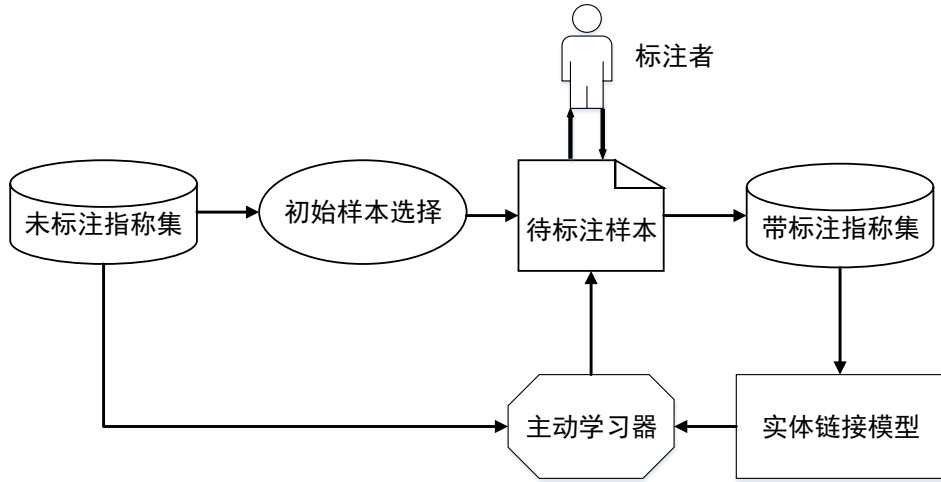 标注者
未标注指称集
初始样本选择
待标注样本
带标注指称集
主动学习器
实体链接模型